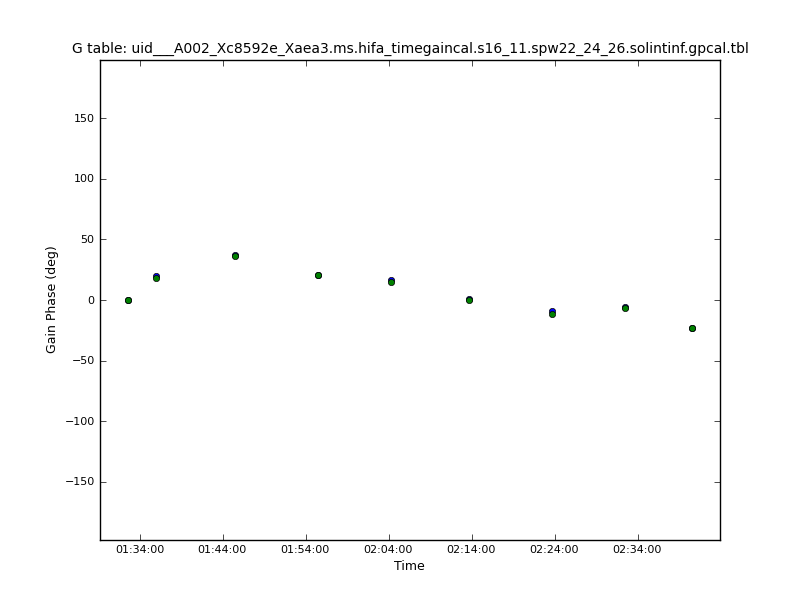 G table: uid___A002_Xc8592e_Xaea3.ms.hifa_timegaincal.s16_11.spw22_24_26.solintinf.gpcal.tbl
150
100
50
0
−50
−100
−150
Gain Phase (deg)
01:34:00 01:44:00 01:54:00 02:04:00 02:14:00 02:24:00 02:34:00
Time